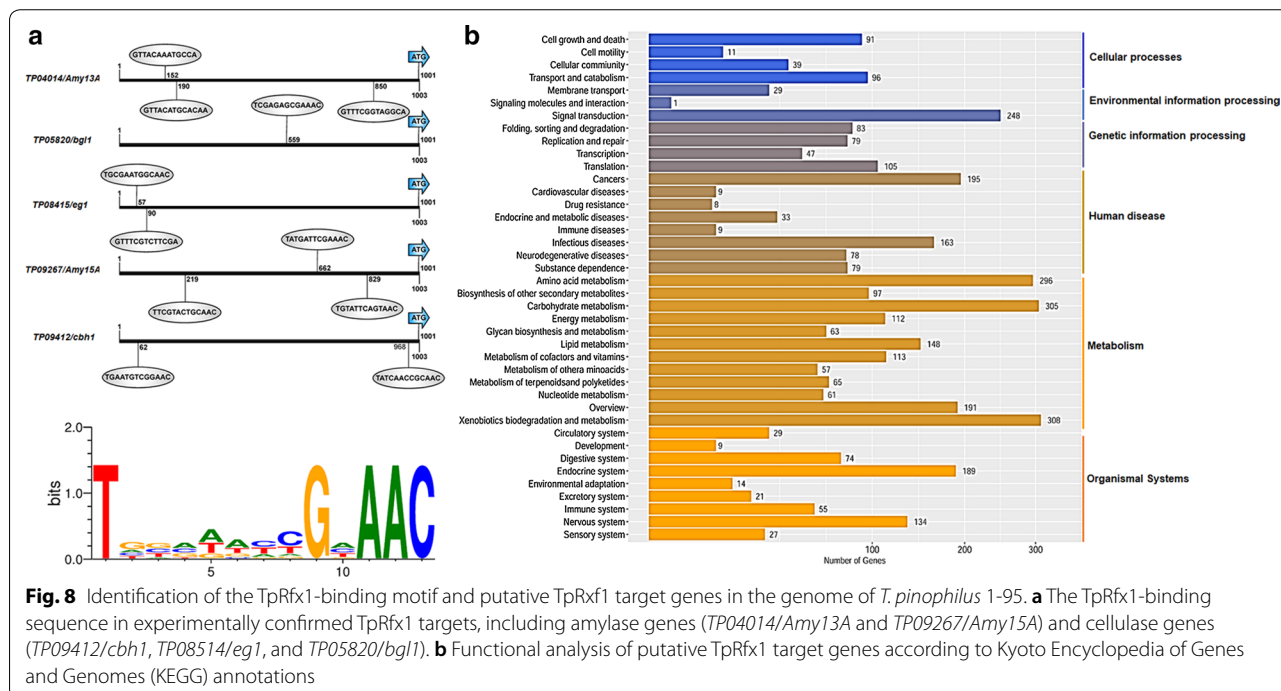 a
GTTACAAATGCCA
1
ATG
TP04014/Amy13A
152
850
1001
190
1003
GTTACATGCACAA
TCGAGAGCGAAAC
GTTTCGGTAGGCA
1
ATG
TP05820/bgl1
559
1001
1003
TGCGAATGGCAAC
1
ATG
TP08415/eg1
57
1001
90
1003
GTTTCGTCTTCGA
TATGATTCGAAAC
1
ATG
TP09267/Amy15A
662
1001
219
829
1003
TTCGTACTGCAAC
TGTATTCAGTAAC
1
ATG
TP09412/cbh1
1001
62
968
1003
TGAATGTCGGAAC
TATCAACCGCAAC
2.0
1.0
0.0
bits
5
10
b
Cell growth and death 91
Cell motility 11
Cellular commiunity 39
Transport and catabolism 96
Cellular processes
Membrane transport 29
Signaling molecules and interaction 1
Signal transduction 248
Environmental information processing
Folding, sorting and degradation 83
Replication and repair 79
Transcription 47
Translation 105
Genetic information processing
Cancers 195
Cardiovascular diseases 9
Drug resistance 8
Endocrine and metabolic diseases 33
Immune diseases 9
Infectious diseases 163
Neurodegenerative diseases 78
Substance dependence 79
Human disease
Amino acid metabolism 296
Biosynthesis of other secondary metabolites 97
Carbohydrate metabolism 305
Energy metabolism 112
Glycan biosynthesis and metabolism 63
Lipid metabolism 148
Metabolism of cofactors and vitamins 113
Metabolism of othera minoacids 57
Metabolism of terpenoidsand polyketides 65
Nucleotide metabolism 61
Overview 191
Xenobiotics biodegradation and metabolism 308
Metabolism
Circulatory system 29
Development 9
Digestive system 74
Endocrine system 189
Environmental adaptation 14
Excretory system 21
Immune system 55
Nervous system 134
Sensory system 27
Organismal Systems
100 200 300
Number of Genes
Fig. 8 Identification of the TpRfx1-binding motif and putative TpRxf1 target genes in the genome of T. pinophilus 1-95. a The TpRfx1-binding
sequence in experimentally confirmed TpRfx1 targets, including amylase genes (TP04014/Amy13A and TP09267/Amy15A) and cellulase genes
(TP09412/cbh1, TP08514/eg1, and TP05820/bgl1). b Functional analysis of putative TpRfx1 target genes according to Kyoto Encyclopedia of Genes
and Genomes (KEGG) annotations